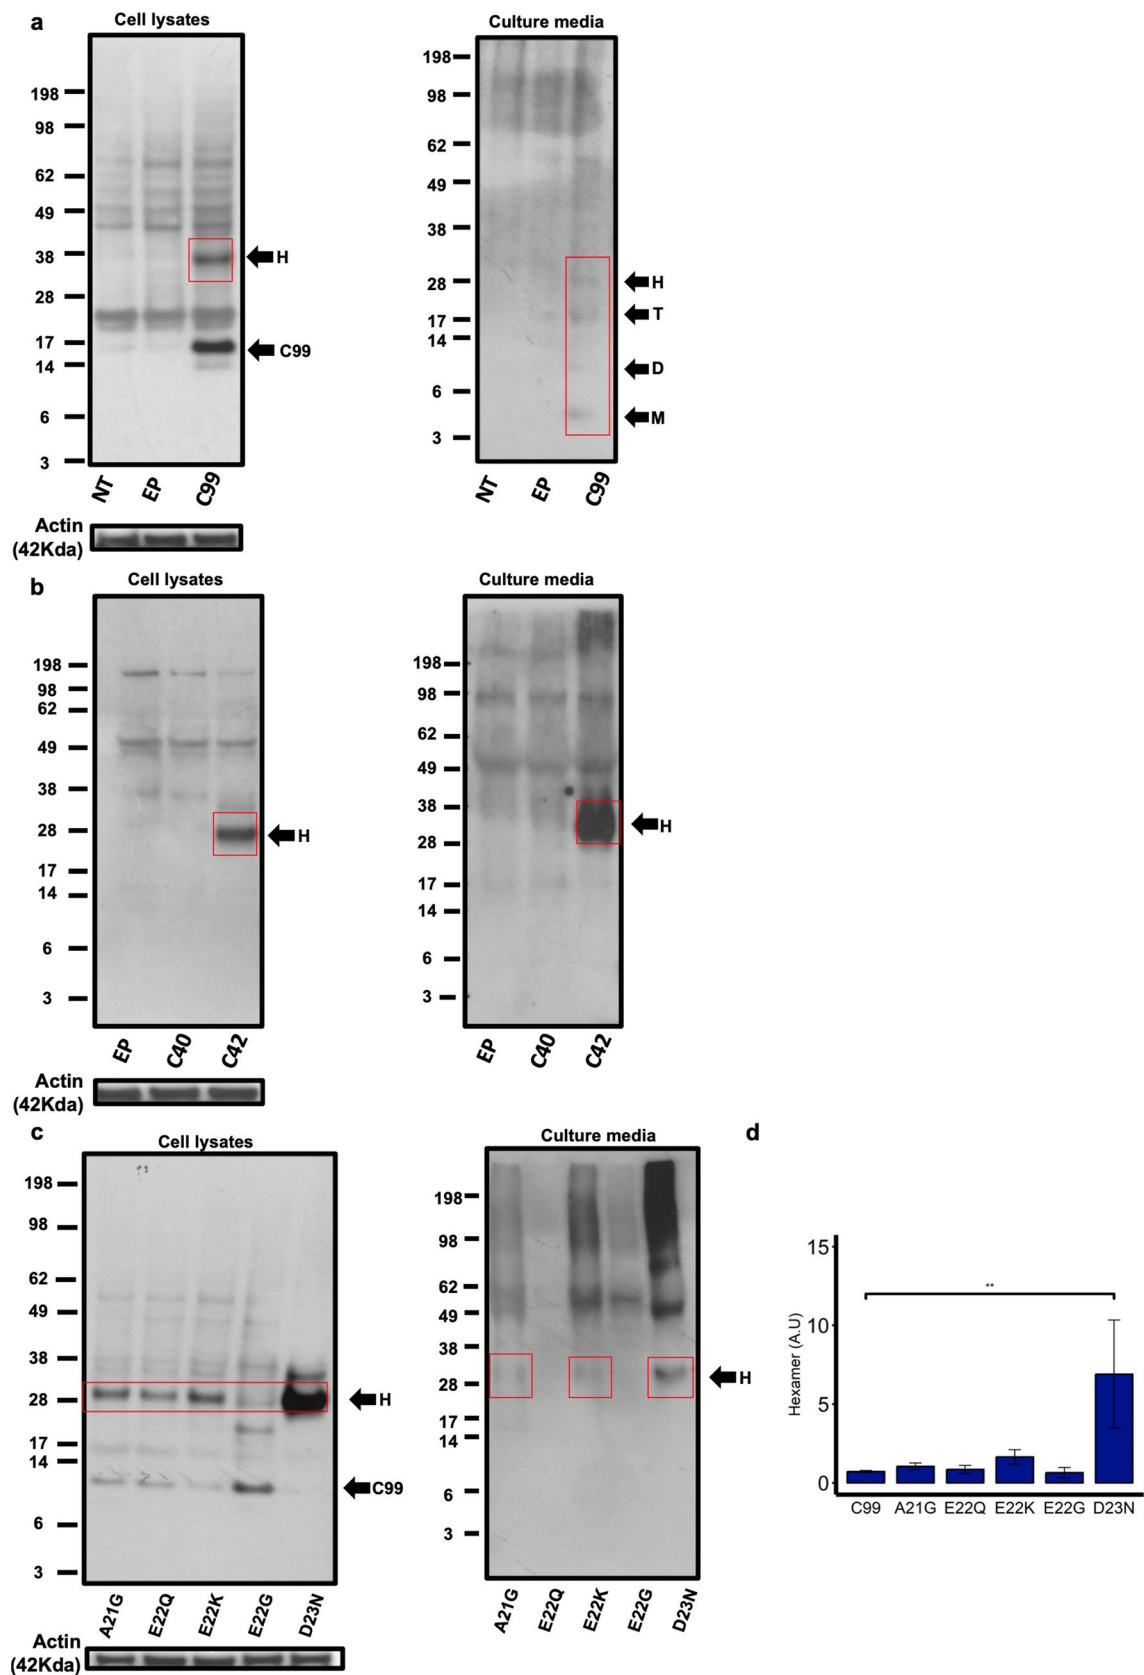 a
Cell lysates
Culture media
198
98
62
49
38
28
17
14
6
3
H
C99
NT
EP
C99
198
98
62
49
38
28
17
14
6
3
H
T
D
M
NT
EP
C99
Actin
(42Kda)
b
Cell lysates
Culture media
198
98
62
49
38
28
17
14
6
3
H
EP
C40
C42
198
98
62
49
38
28
17
14
6
3
H
EP
C40
C42
Actin
(42Kda)
c
Cell lysates
Culture media
d
198
98
62
49
38
28
17
14
6
3
H
C99
A21G
E22Q
E22K
E22G
D23N
198
98
62
49
38
28
17
14
6
3
H
A21G
E22Q
E22K
E22G
D23N
Actin
(42Kda)
Hexamer (A.U)
15
10
5
0
**
C99 A21G E22Q E22K E22G D23N